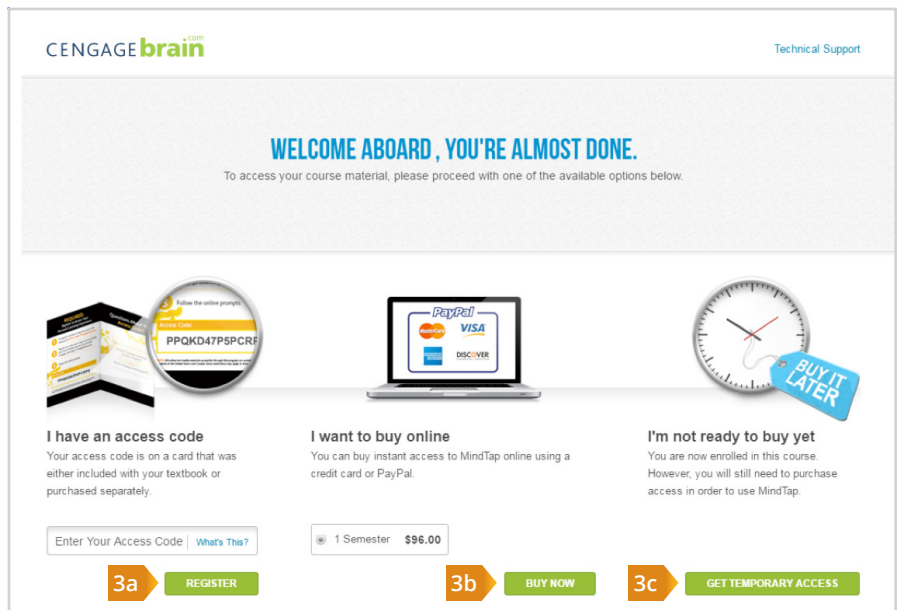 CENGAGEbrain.com
Technical Support
WELCOME ABOARD , YOU'RE ALMOST DONE.
To access your course material, please proceed with one of the available options below.
Follow the online prompts
Access Code:
PPQKD47P5PCRF
PayPal
MasterCard
VISA
DISCOVER
BUY IT
LATER
I have an access code
Your access code is on a card that was
either included with your textbook or
purchased separately.
Enter Your Access Code
What's This?
3a
REGISTER
I want to buy online
You can buy instant access to MindTap online using a
credit card or PayPal.
1 Semester $96.00
3b
BUY NOW
I'm not ready to buy yet
You are now enrolled in this course.
However, you will still need to purchase
access in order to use MindTap.
3c
GET TEMPORARY ACCESS